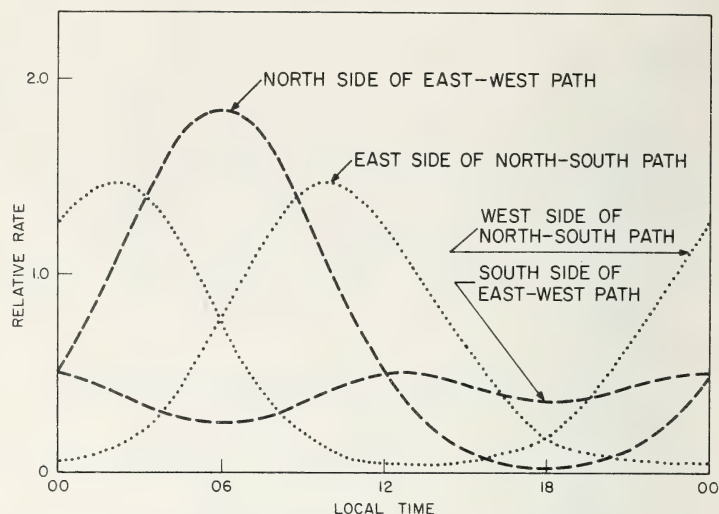 2.0
NORTH SIDE OF EAST-WEST PATH
EAST SIDE OF NORTH-SOUTH PATH
WEST SIDE OF
NORTH-SOUTH PATH
SOUTH SIDE OF
EAST-WEST PATH
RELATIVE RATE
1.0
0
00
06
12
18
00
LOCAL TIME